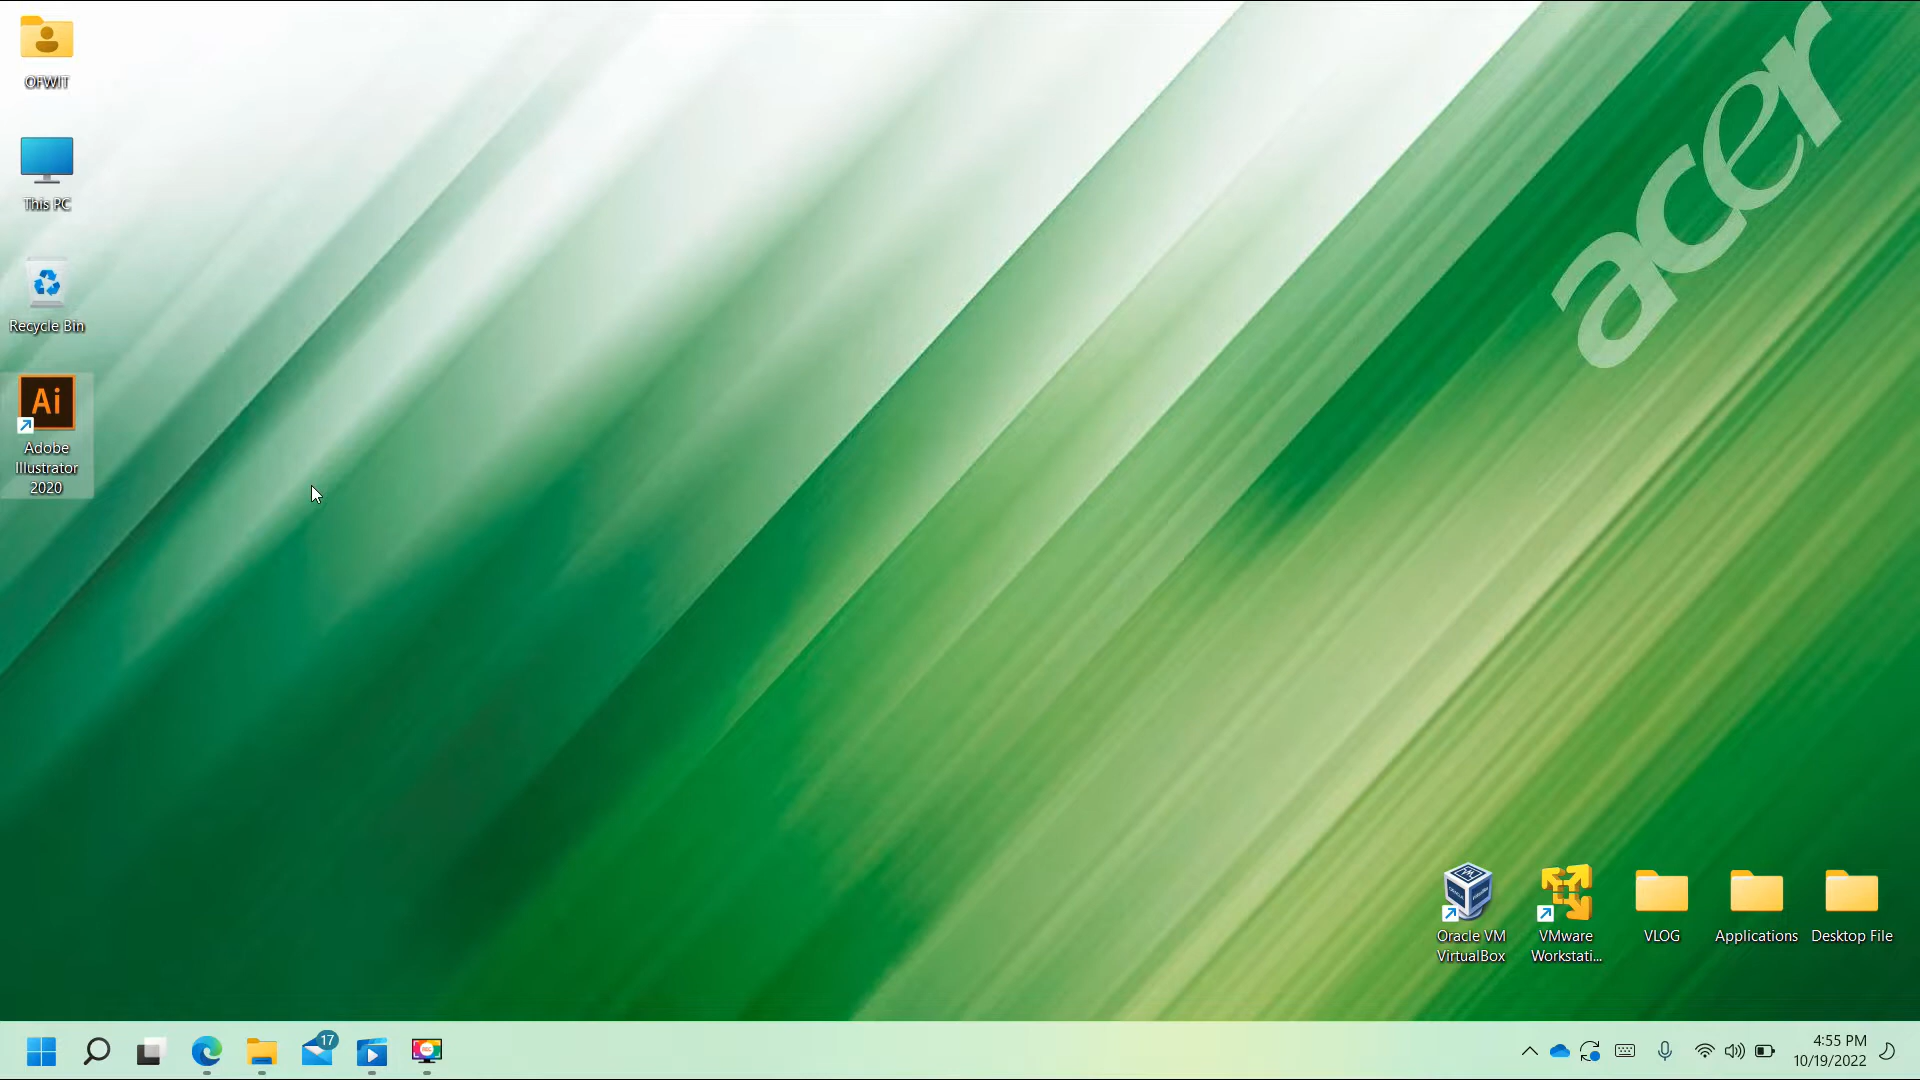 OFWIT
This PC
Recycle Bin
Ai
Adobe
Illustrator
2020
acer
Oracle VM
VirtualBox
VMware
Workstati...
VLOG
Applications
Desktop File
17
4:55 PM
10/19/2022